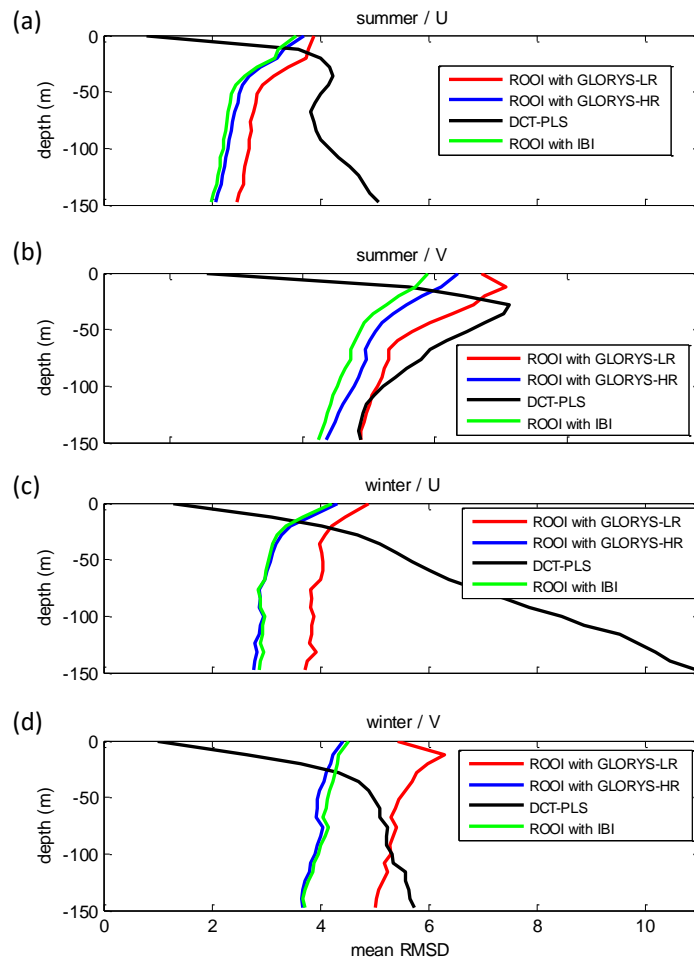 (a)
summer / U
0
-50
-100
-150
depth (m)
ROOI with GLORYS-LR
ROOI with GLORYS-HR
DCT-PLS
ROOI with IBI
(b)
summer / V
0
-50
-100
-150
depth (m)
ROOI with GLORYS-LR
ROOI with GLORYS-HR
DCT-PLS
ROOI with IBI
(c)
winter / U
0
-50
-100
-150
depth (m)
ROOI with GLORYS-LR
ROOI with GLORYS-HR
DCT-PLS
ROOI with IBI
(d)
winter / V
0
-50
-100
-150
depth (m)
ROOI with GLORYS-LR
ROOI with GLORYS-HR
DCT-PLS
ROOI with IBI
0 2 4 6 8 10
mean RMSD